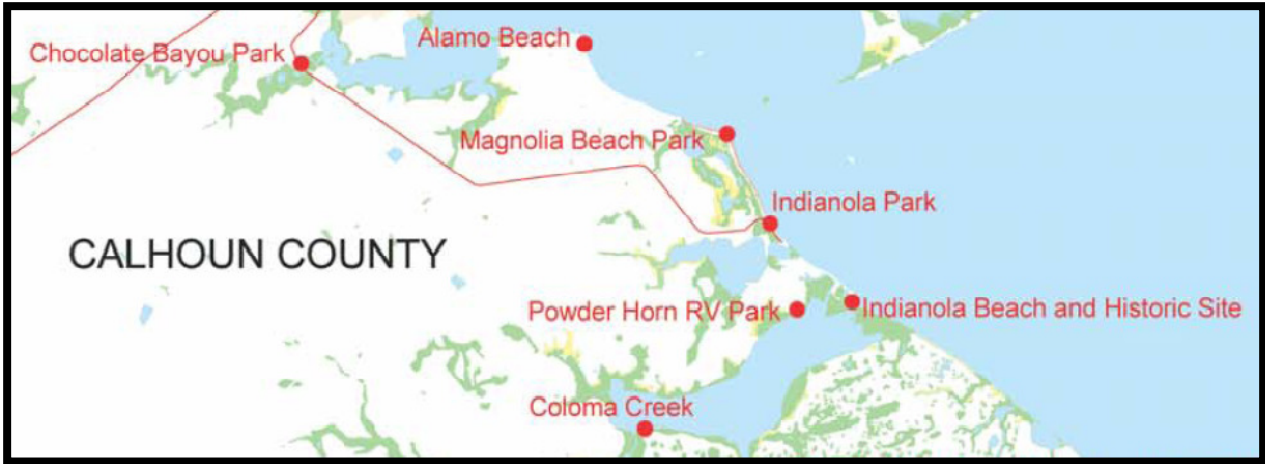 Alamo Beach
Chocolate Bayou Park
Magnolia Beach Park
Indianola Park
CALHOUN COUNTY
Powder Horn RV Park
Indianola Beach and Historic Site
Coloma Creek